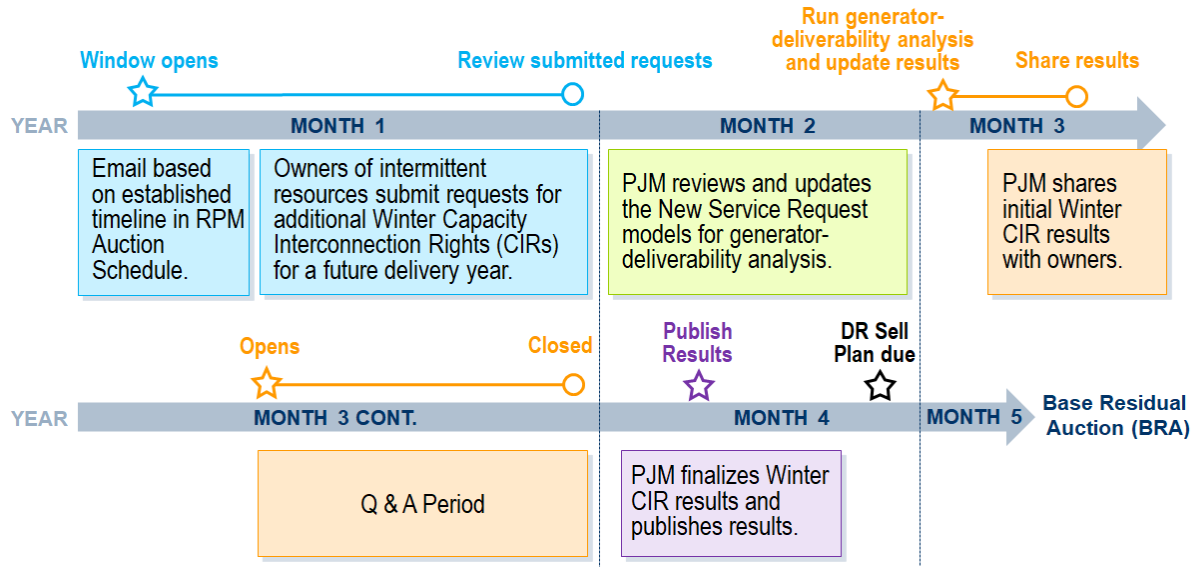 Window opens
Review submitted requests
Run generator-
deliverability analysis
and update results
Share results
YEAR
MONTH 1
MONTH 2
MONTH 3
Email based
on established
timeline in RPM
Auction
Schedule.
Owners of intermittent
resources submit requests for
additional Winter Capacity
Interconnection Rights (CIRs)
for a future delivery year.
PJM reviews and updates
the New Service Request
models for generator-
deliverability analysis.
PJM shares
initial Winter
CIR results
with owners.
Opens
Closed
Publish
Results
DR Sell
Plan due
YEAR
MONTH 3 CONT.
MONTH 4
MONTH 5
Base Residual
Auction (BRA)
Q & A Period
PJM finalizes Winter
CIR results and
publishes results.